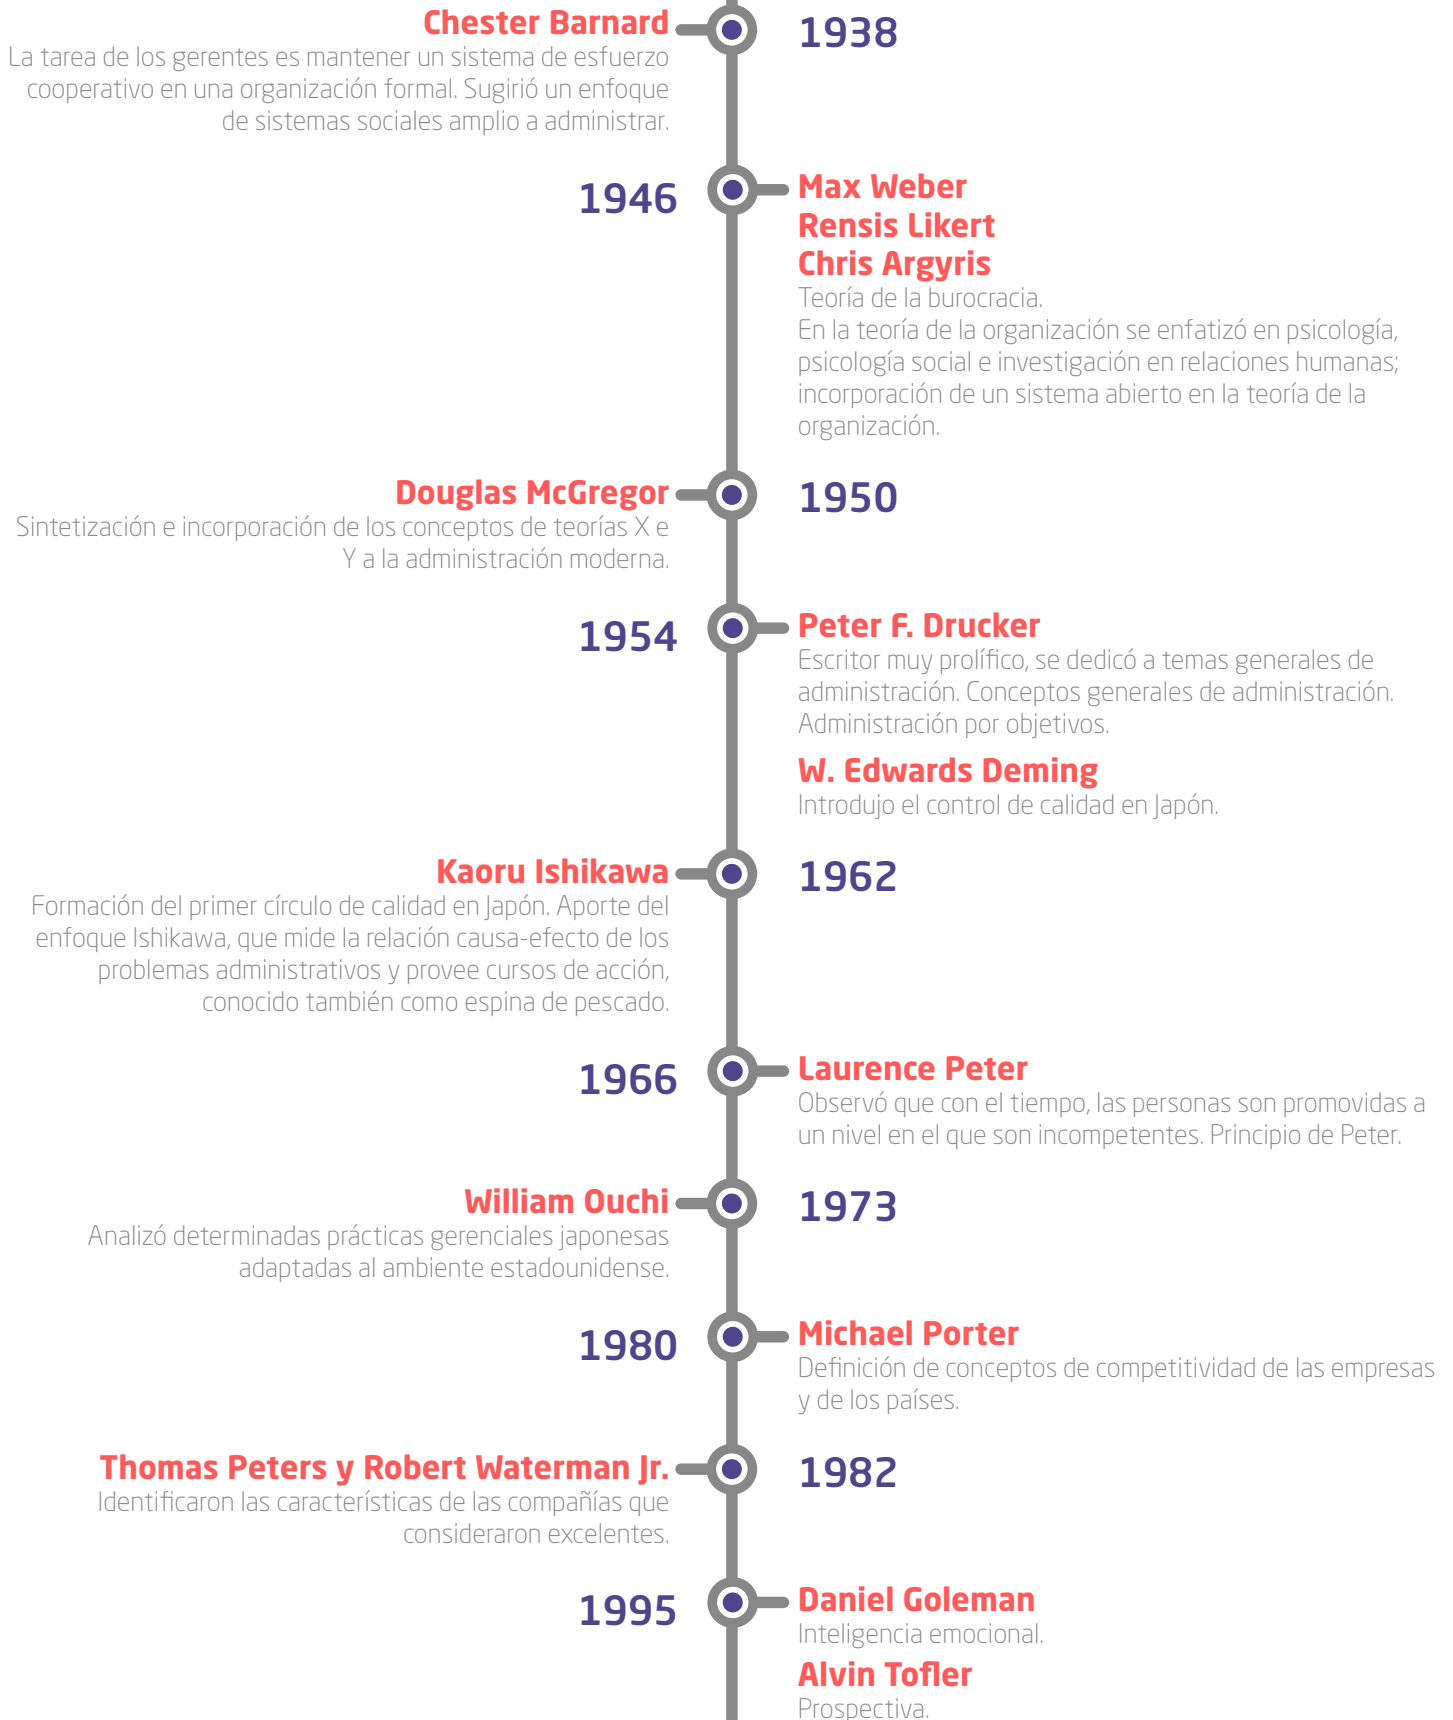 Chester Barnard
1938
La tarea de los gerentes es mantener un sistema de esfuerzo
cooperativo en una organización formal. Sugirió un enfoque
de sistemas sociales amplio a administrar.
1946
Max Weber
Rensis Likert
Chris Argyris
Teoría de la burocracia.
En la teoría de la organización se enfatizó en psicología,
psicología social e investigación en relaciones humanas;
incorporación de un sistema abierto en la teoría de la
organización.
Douglas McGregor
1950
Sintetización e incorporación de los conceptos de teorías X e
Y a la administración moderna.
1954
Peter F. Drucker
Escritor muy prolífico, se dedicó a temas generales de
administración. Conceptos generales de administración.
Administración por objetivos.
W. Edwards Deming
Introdujo el control de calidad en Japón.
Kaoru Ishikawa
1962
Formación del primer círculo de calidad en Japón. Aporte del
enfoque Ishikawa, que mide la relación causa-efecto de los
problemas administrativos y provee cursos de acción,
conocido también como espina de pescado.
1966
Laurence Peter
Observó que con el tiempo, las personas son promovidas a
un nivel en el que son incompetentes. Principio de Peter.
William Ouchi
1973
Analizó determinadas prácticas gerenciales japonesas
adaptadas al ambiente estadounidense.
1980
Michael Porter
Definición de conceptos de competitividad de las empresas
y de los países.
Thomas Peters y Robert Waterman Jr.
1982
Identificaron las características de las compañías que
consideraron excelentes.
1995
Daniel Goleman
Inteligencia emocional.
Alvin Tofler
Prospectiva.